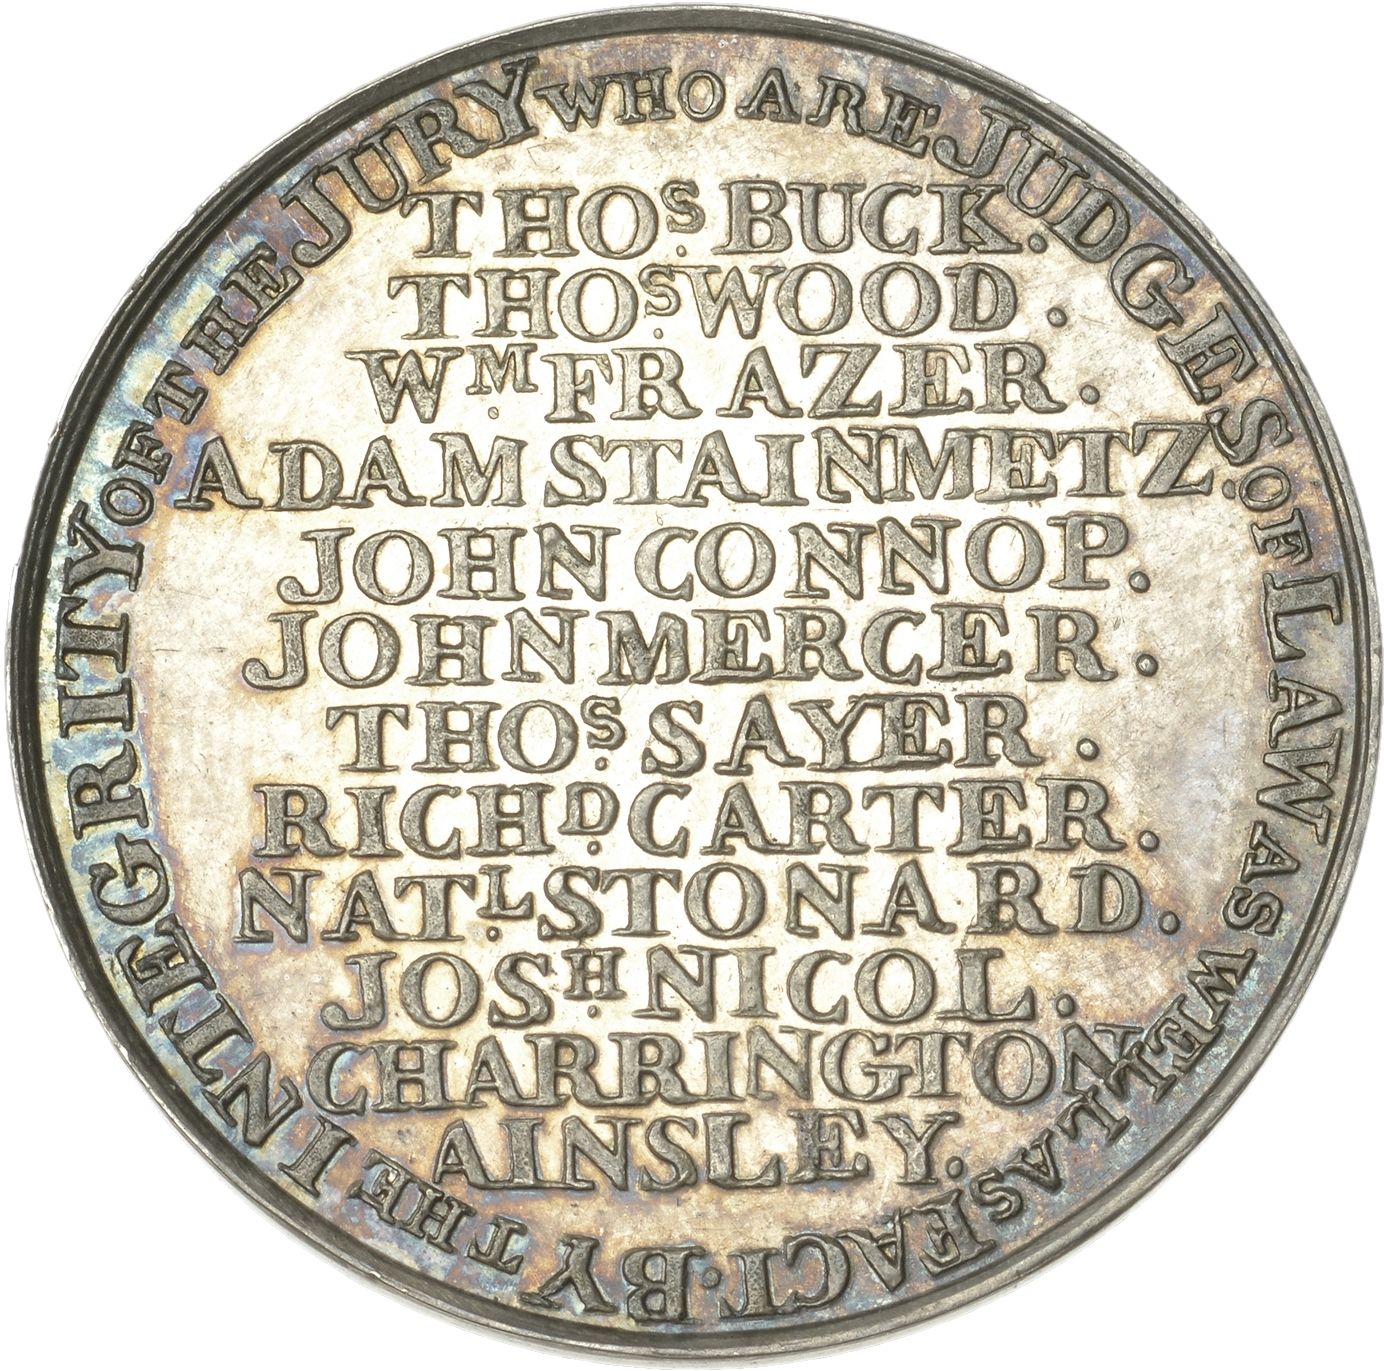 BY THE INTEGRITY OF THE JURY WHO ARE JUDGES OF LAW AS WELL AS FACT·
THOS. BUCK.
THOS. WOOD.
WM. FRAZER.
ADAM STAINMETZ.
JOHN CONNOP.
JOHN MERCER.
THOS. SAYER.
RICHD. CARTER.
NATL. STONARD.
JOSH. NICOL.
CHARRINGTON
AINSLEY.